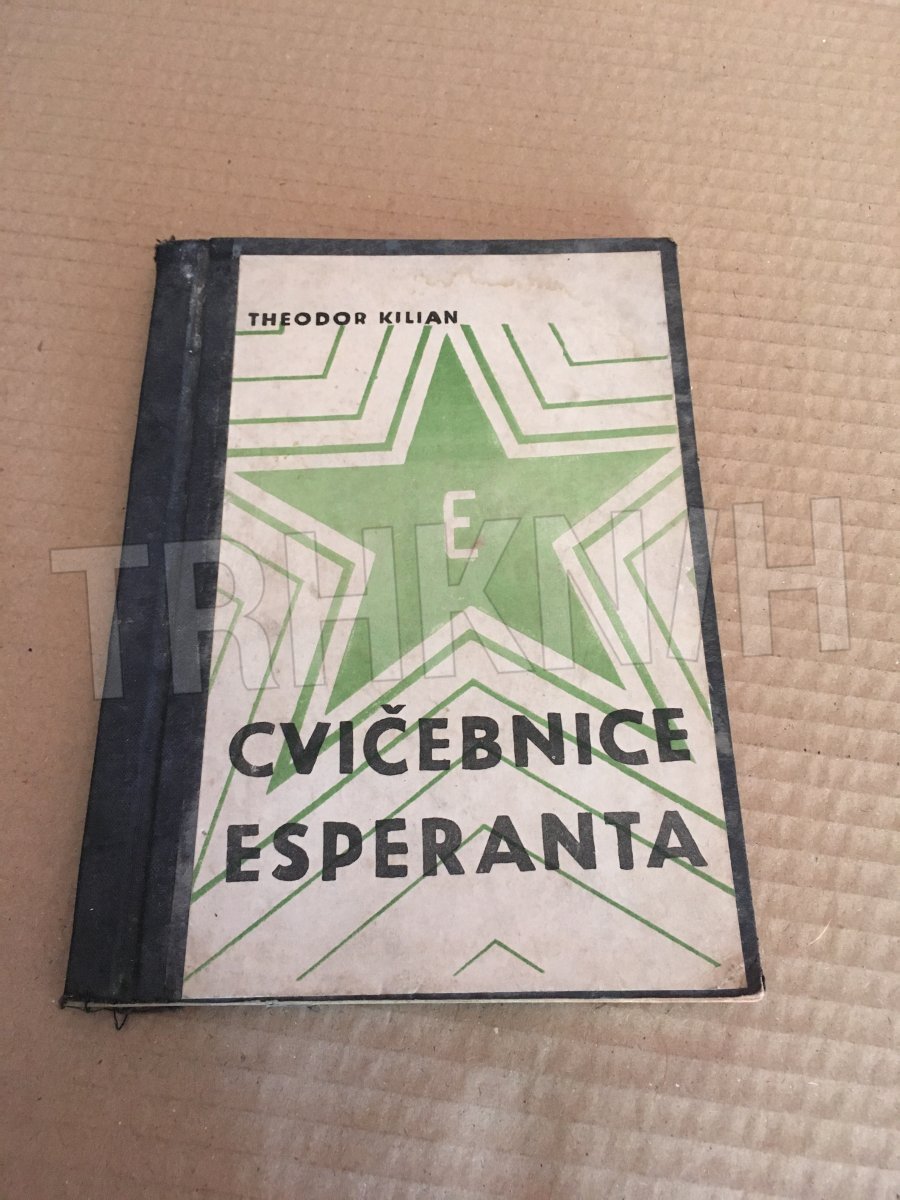 THEODOR KILIAN
E
TRHKNIH
CVIČEBNICE
ESPERANTA